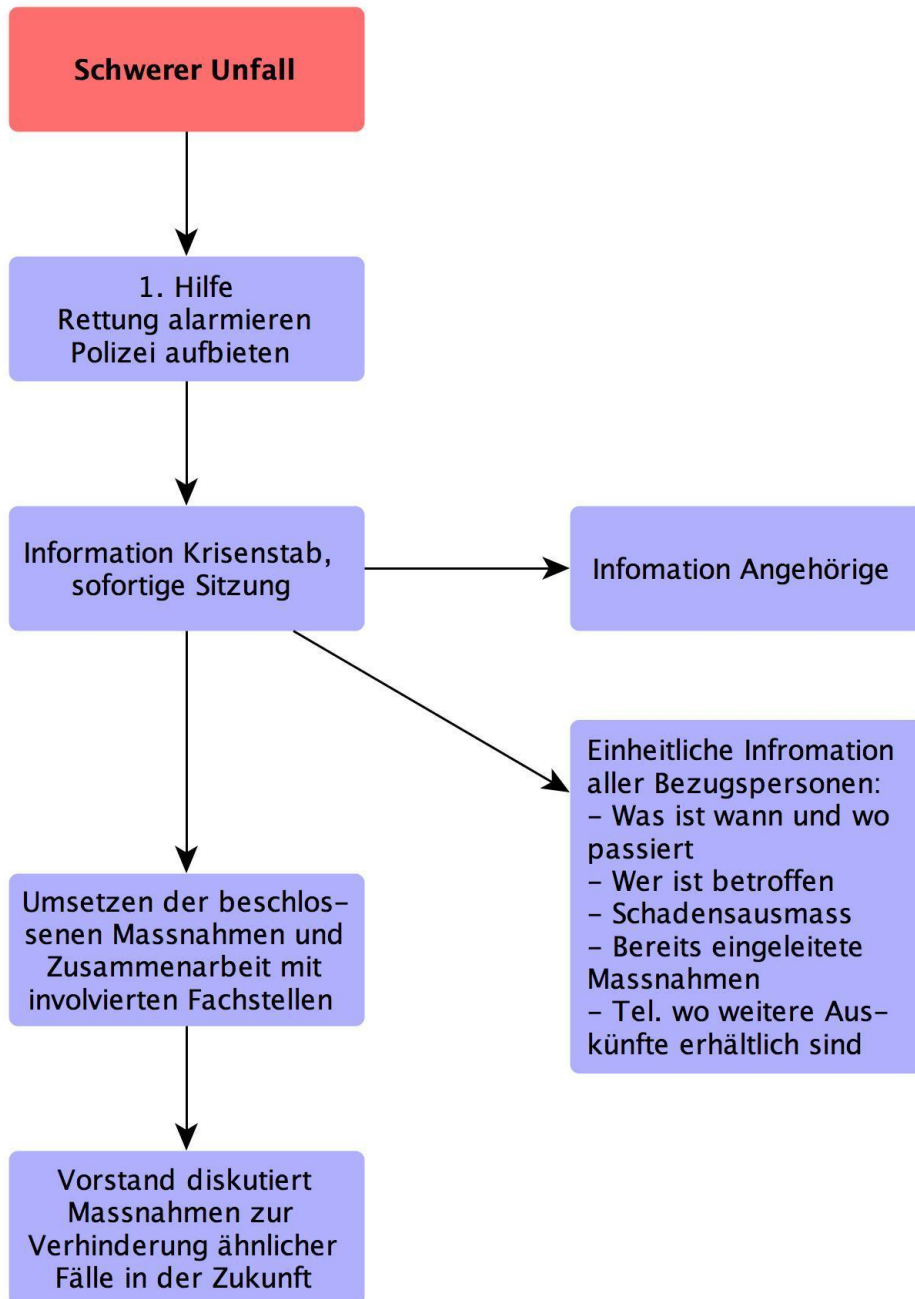 Schwerer Unfall
1. Hilfe
Rettung alarmieren
Polizei aufbieten
Information Krisenstab,
sofortige Sitzung
Infomation Angehörige
Einheitliche Infromation
aller Bezugspersonen:
– Was ist wann und wo
passiert
– Wer ist betroffen
– Schadensausmass
– Bereits eingeleitete
Massnahmen
– Tel. wo weitere Aus–
künfte erhältlich sind
Umsetzen der beschlos–
senen Massnahmen und
Zusammenarbeit mit
involvierten Fachstellen
Vorstand diskutiert
Massnahmen zur
Verhinderung ähnlicher
Fälle in der Zukunft